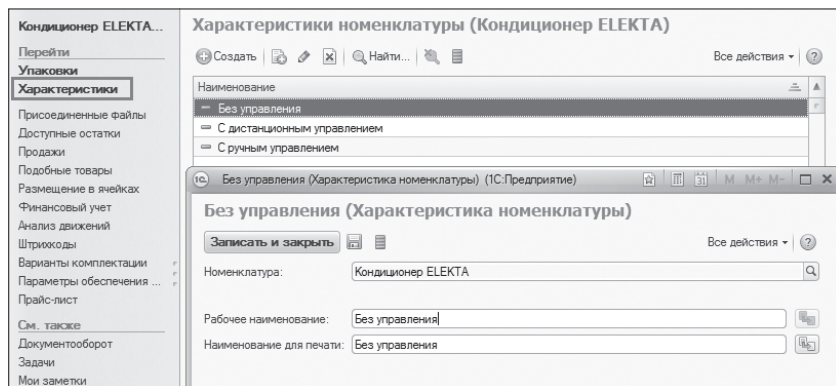 Кондиционер ELEKTA...
Перейти
Упаковки
Характеристики
Присоединенные файлы
Доступные остатки
Продажи
Подобные товары
Размещение в ячейках
Финансовый учет
Анализ движений
Штрихкоды
Варианты комплектации
Параметры обеспечения ...
Прайс-лист
См. также
Документооборот
Задачи
Мои заметки
Характеристики номенклатуры (Кондиционер ELEKTA)
Создать Найти... Все действия
Наименование
Без управления
С дистанционным управлением
С ручным управлением
Без управления (Характеристика номенклатуры) (1С:Предприятие) M M+ M-
Без управления (Характеристика номенклатуры)
Записать и закрыть Все действия
Номенклатура: Кондиционер ELEKTA
Рабочее наименование: Без управления
Наименование для печати: Без управления